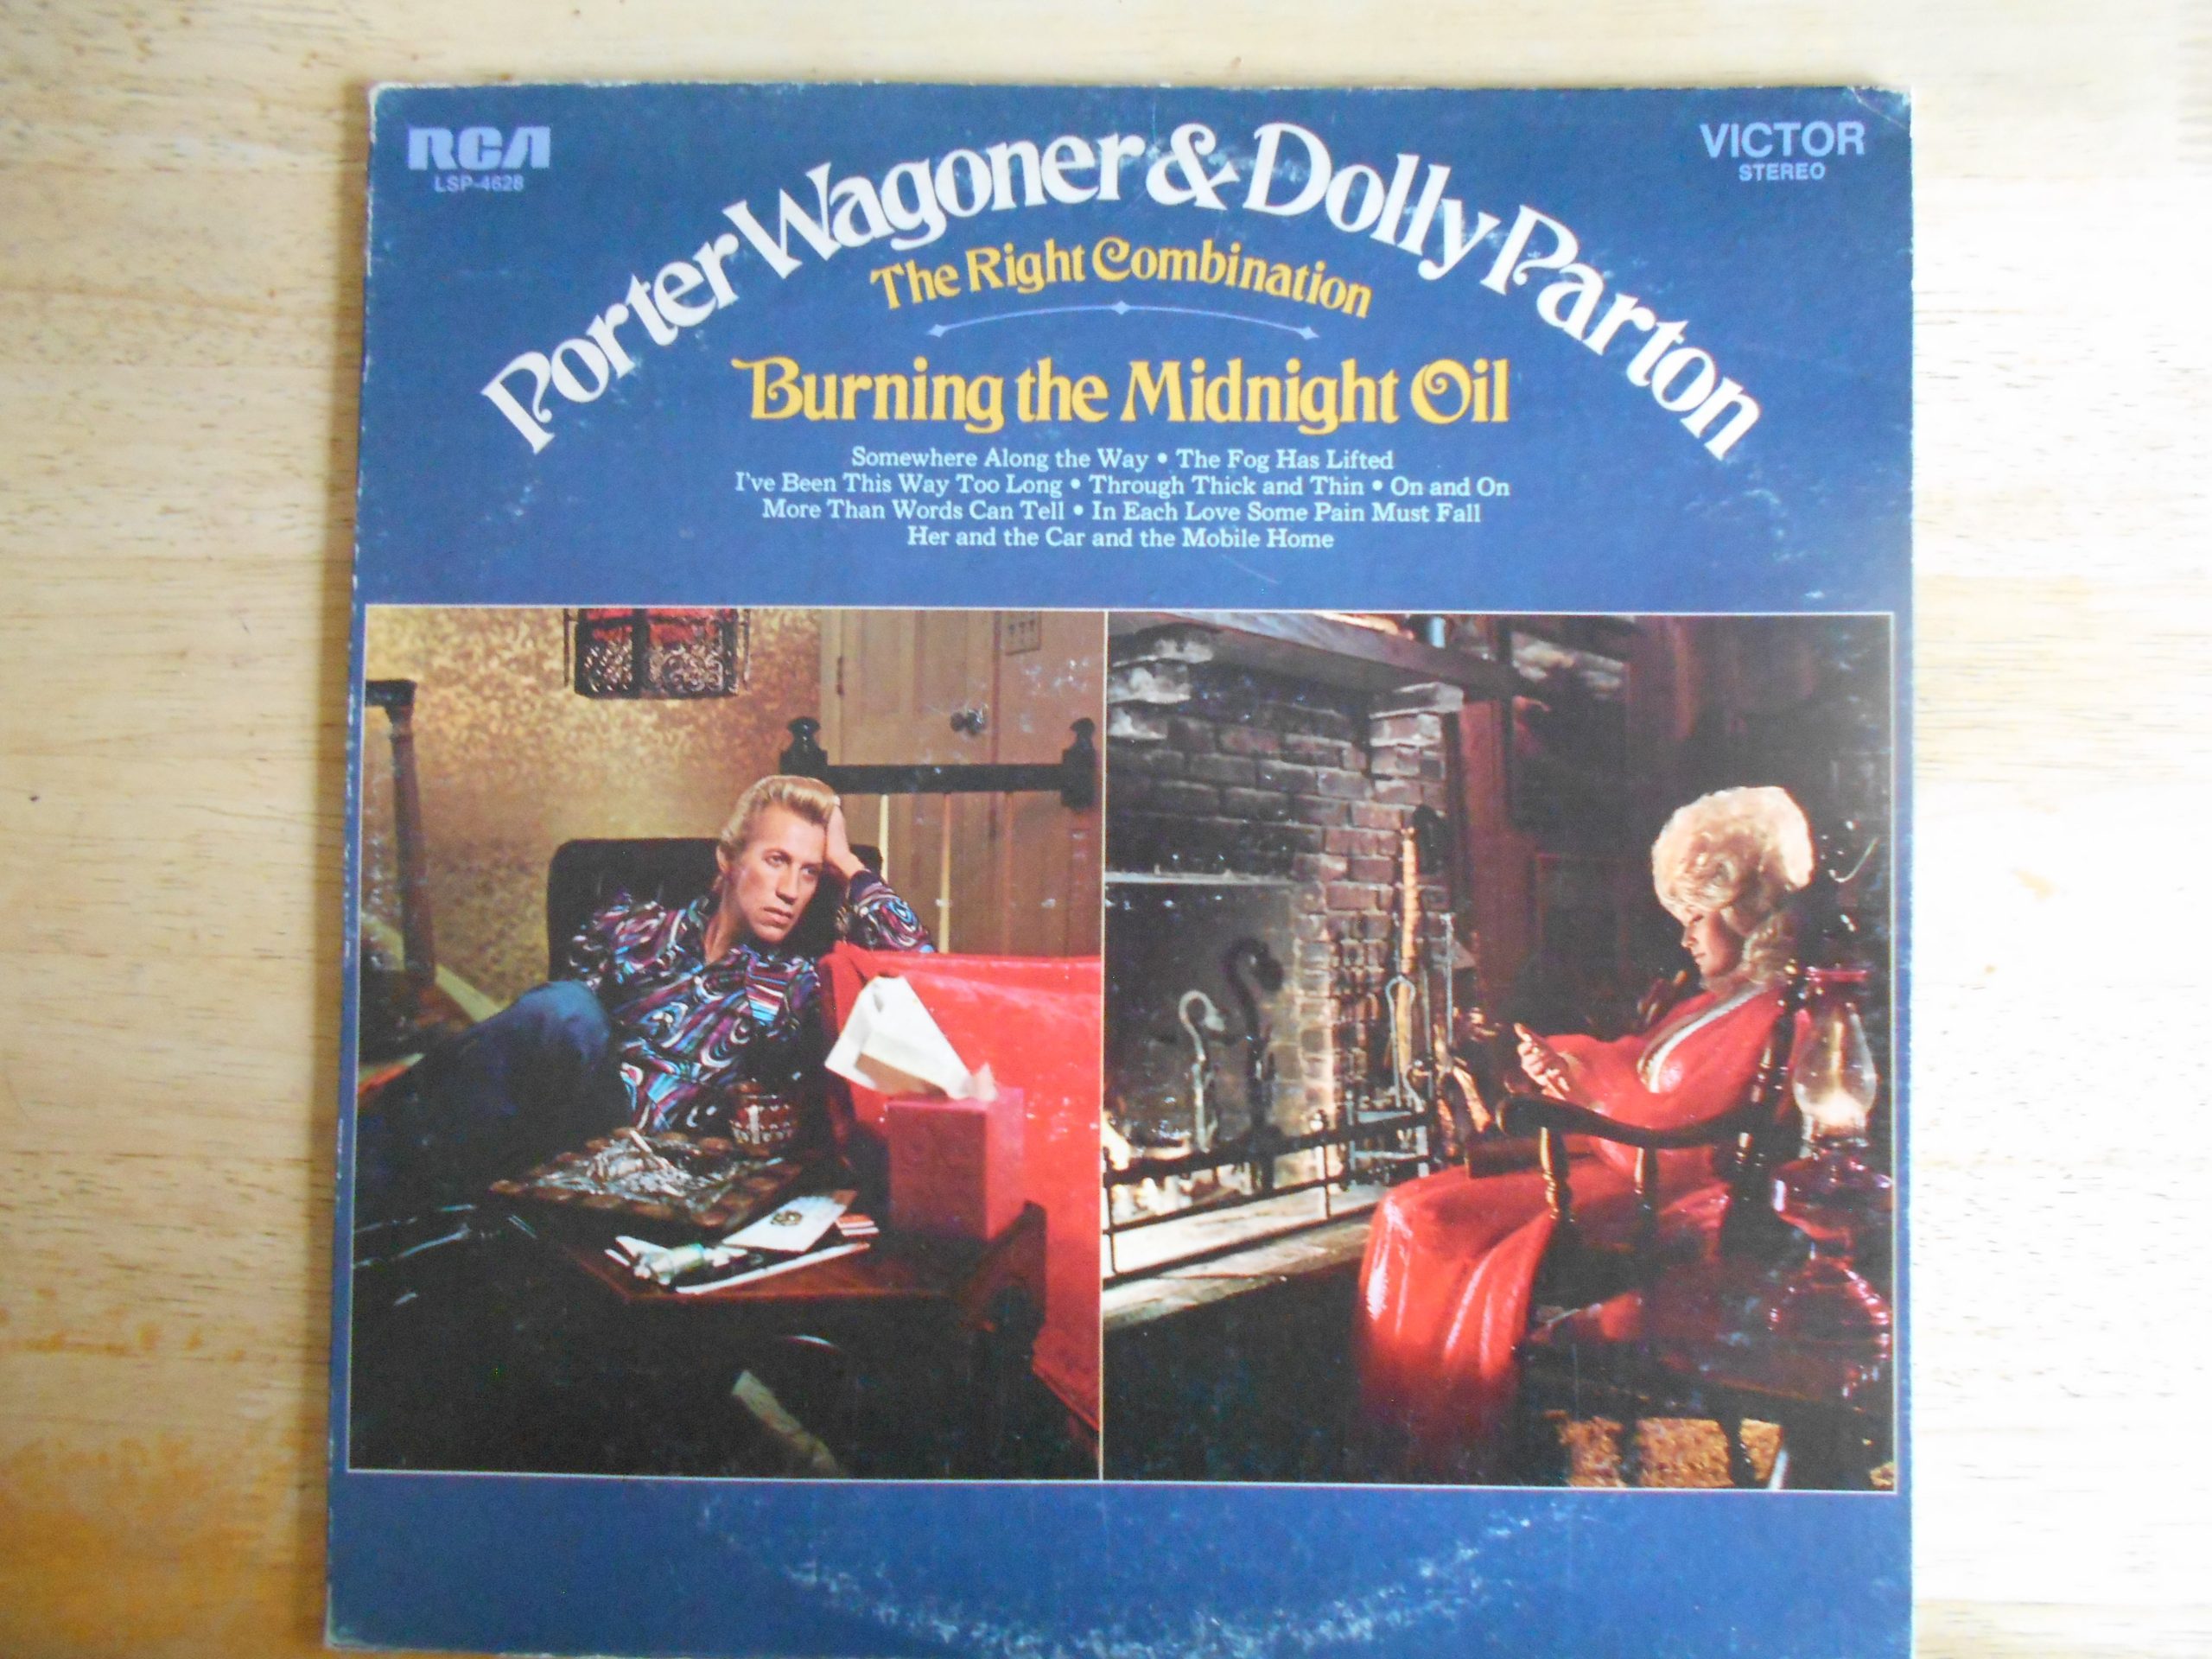 RCA
LSP-4628
VICTOR
STEREO
Porter Wagoner & Dolly Parton
The Right Combination
Burning the Midnight Oil
Somewhere Along the Way • The Fog Has Lifted
I've Been This Way Too Long • Through Thick and Thin • On and On
More Than Words Can Tell • In Each Love Some Pain Must Fall
Her and the Car and the Mobile Home